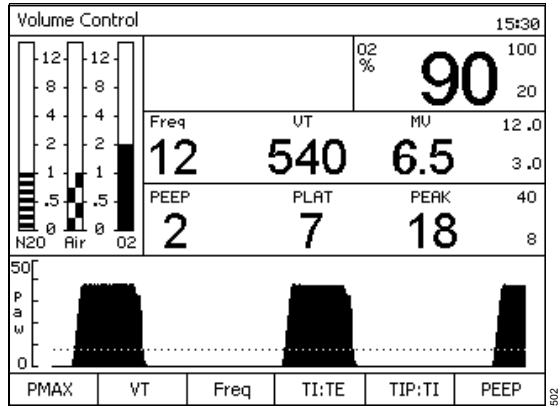 Volume Control 15:30
12 12
8 8
4 4
2 2
1 1
.5 .5
0 0
N2O Air O2
O2 % 90 100 20
Freq VT MV 12.0
12 540 6.5 3.0
PEEP PLAT PEAK 40
2 7 18 8
50
Paw
0
PMAX VT Freq TI:TE TIP:TI PEEP
502